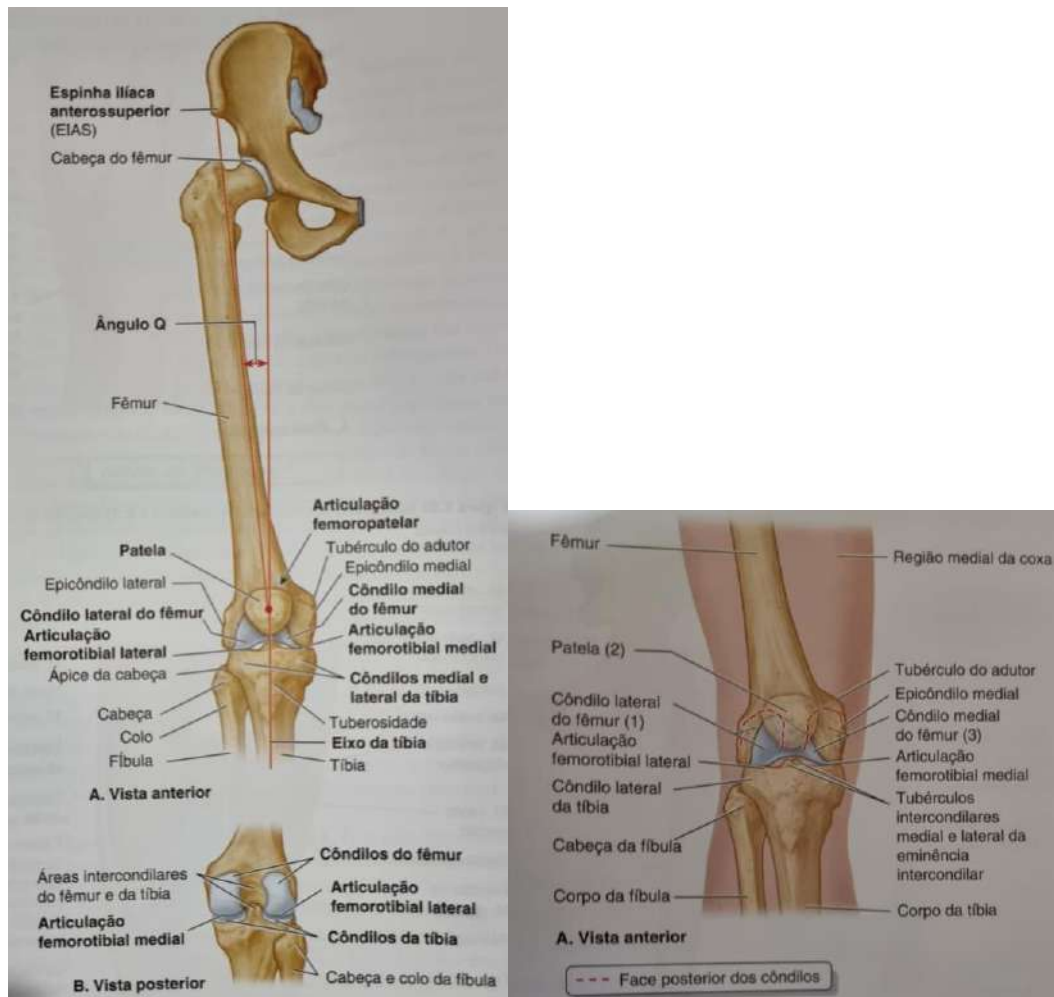 Espinha ilíaca
anterossuperior
(EIAS)
Cabeça do fêmur
Ângulo Q
Fêmur
Articulação
femoropatelar
Patela
Tubérculo do adutor
Epicôndilo lateral
Epicôndilo medial
Côndilo lateral do fêmur
Côndilo medial
do fêmur
Articulação
femorotibial lateral
Articulação
femorotibial medial
Ápice da cabeça
Côndilos medial e
lateral da tíbia
Cabeça
Tuberosidade
Colo
Eixo da tíbia
Fíbula
Tíbia
A. Vista anterior
Côndilos do fêmur
Áreas intercondilares
do fêmur e da tíbia
Articulação
femorotibial lateral
Articulação
femorotibial medial
Côndilos da tíbia
Cabeça e colo da fíbula
B. Vista posterior
Fêmur
Região medial da coxa
Patela (2)
Tubérculo do adutor
Epicôndilo medial
Côndilo lateral
do fêmur (1)
Côndilo medial
do fêmur (3)
Articulação
femorotibial lateral
Articulação
femorotibial medial
Côndilo lateral
da tíbia
Tubérculos
intercondilares
medial e lateral da
eminência
intercondilar
Cabeça da fíbula
Corpo da fíbula
Corpo da tíbia
A. Vista anterior
Face posterior dos côndilos